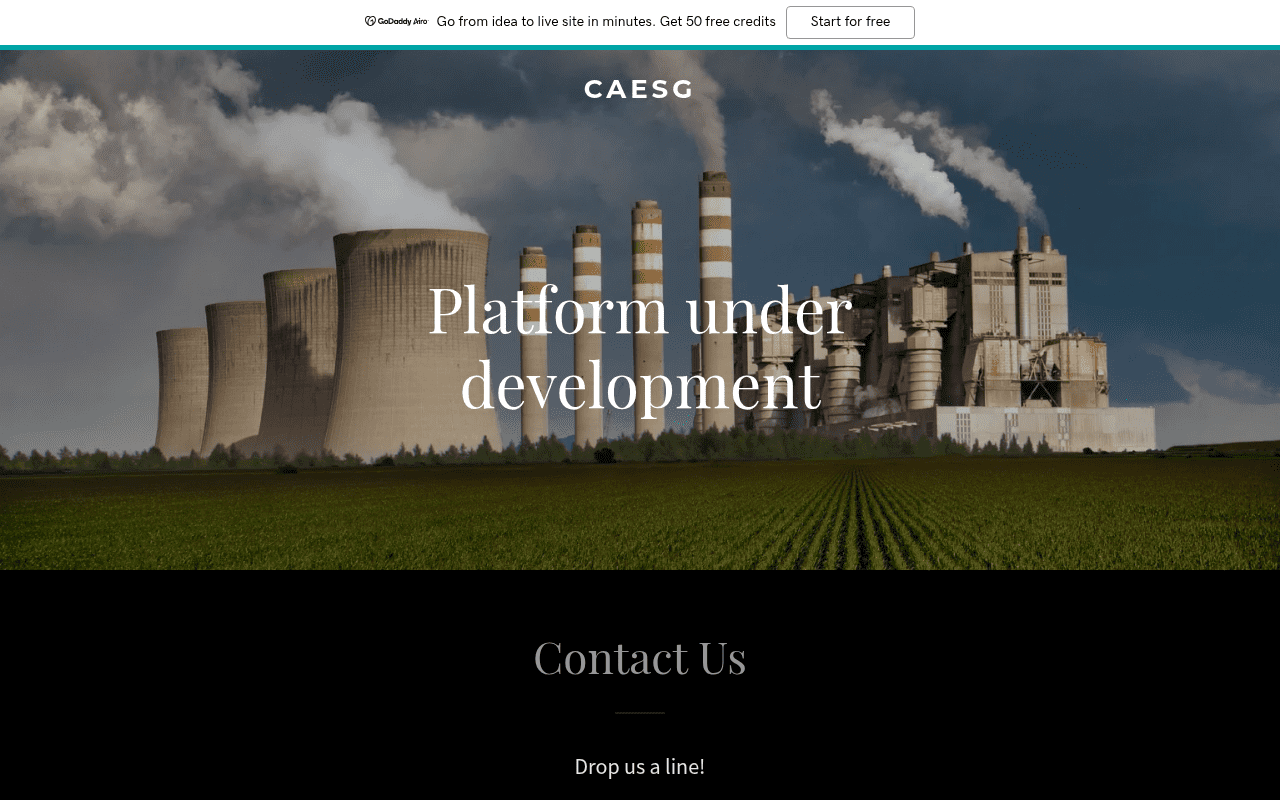 GoDaddy Airo Go from idea to live site in minutes. Get 50 free credits Start for free
CAESG
Platform under
development
Contact Us
Drop us a line!